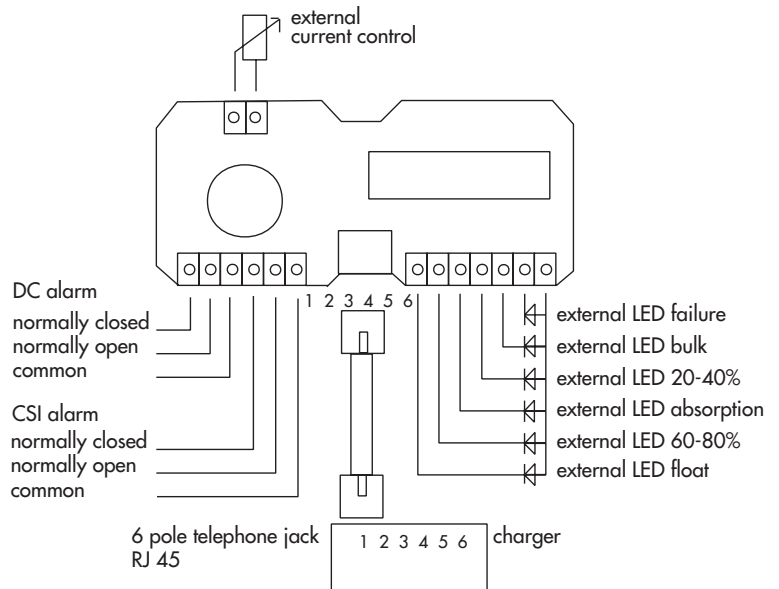 external
current control
DC alarm
normally closed
normally open
common
CSI alarm
normally closed
normally open
common
1 2 3 4 5 6
external LED failure
external LED bulk
external LED 20-40%
external LED absorption
external LED 60-80%
external LED float
6 pole telephone jack
RJ 45
1 2 3 4 5 6
charger